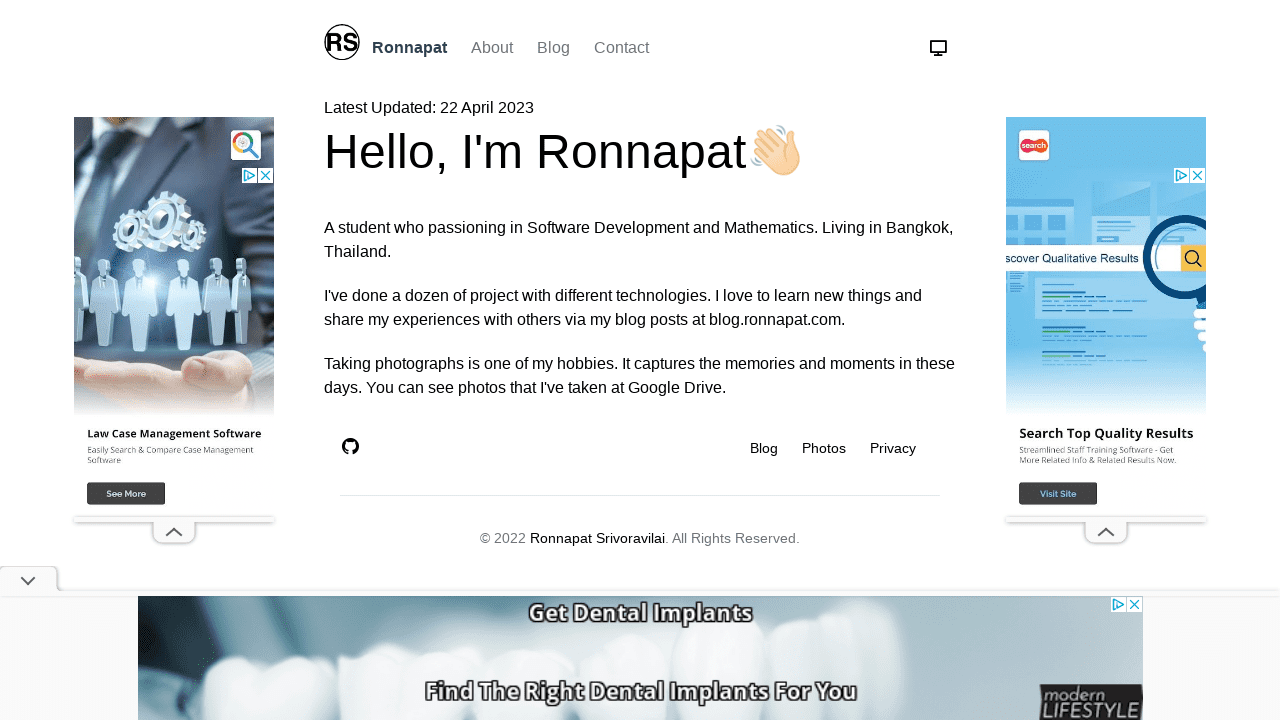 RS
Ronnapat
About
Blog
Contact
Latest Updated: 22 April 2023
Hello, I'm Ronnapat
A student who passioning in Software Development and Mathematics. Living in Bangkok,
Thailand.
I've done a dozen of project with different technologies. I love to learn new things and
share my experiences with others via my blog posts at blog.ronnapat.com.
Taking photographs is one of my hobbies. It captures the memories and moments in these
days. You can see photos that I've taken at Google Drive.
Blog
Photos
Privacy
© 2022 Ronnapat Srivoravilai. All Rights Reserved.
Law Case Management Software
Easily Search & Compare Case Management
Software
See More
search
scover Qualitative Results
Search Top Quality Results
Streamlined Staff Training Software - Get
More Related Info & Related Results Now.
Visit Site
Get Dental Implants
Find The Right Dental Implants For You
modern
LIFESTYLE